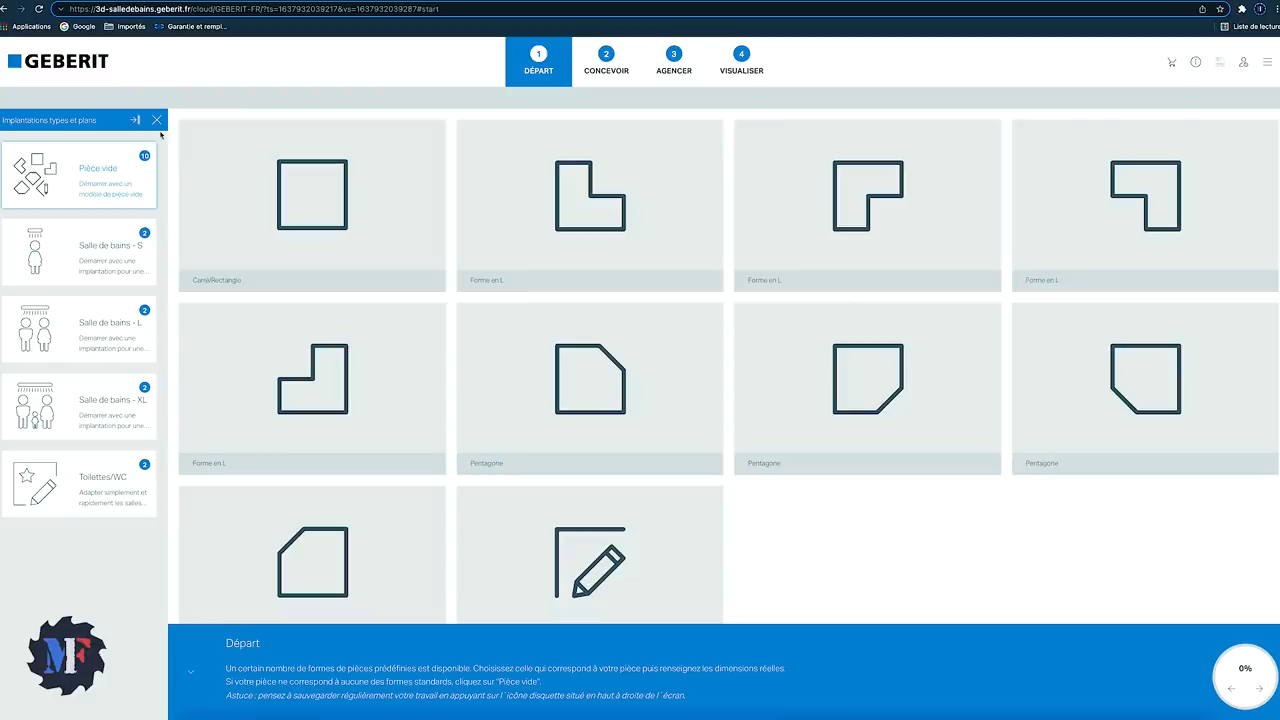 https://3d-salledebains.geberit.fr/cloud/GEBERIT-FR/?ts=1637932039217&vs=1637932039287#start
Applications
Google
Importés
Garantie et rempl...
Liste de lecture
GEBERIT
1
DÉPART
2
CONCEVOIR
3
AGENCER
4
VISUALISER
Implantations types et plans
10
Pièce vide
Démarrer avec un
modèle de pièce vide.
2
Salle de bains - S
Démarrer avec une
implantation pour une...
2
Salle de bains - L
Démarrer avec une
implantation pour une...
2
Salle de bains - XL
Démarrer avec une
implantation pour une...
2
Toilettes/WC
Adapter simplement et
rapidement les salles...
Carré/Rectangle
Forme en L
Forme en L
Forme en L
Forme en L
Pentagone
Pentagone
Pentagone
MF
Départ
Un certain nombre de formes de pièces prédéfinies est disponible. Choisissez celle qui correspond à votre pièce puis renseignez les dimensions réelles.
Si votre pièce ne correspond à aucune des formes standards, cliquez sur "Pièce vide".
Astuce : pensez à sauvegarder régulièrement votre travail en appuyant sur l´icône disquette situé en haut à droite de l´écran.
0%